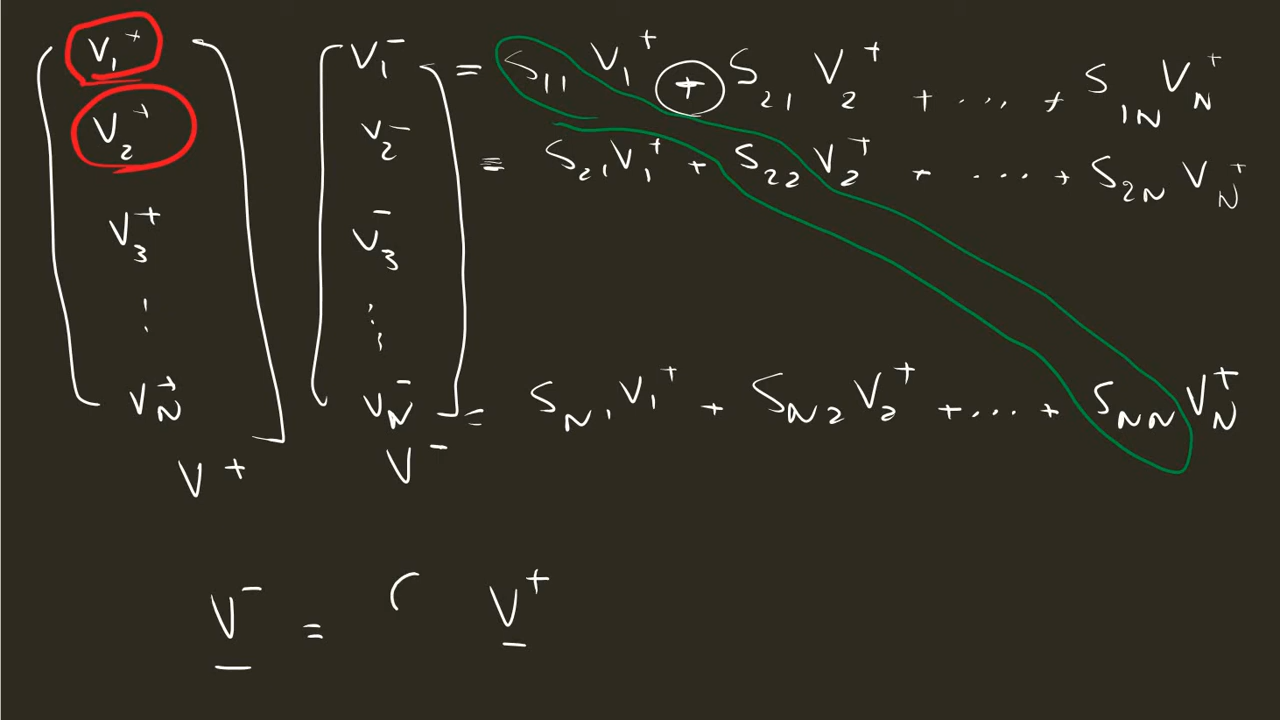 V₁⁺ V₁⁻ = S₁₁ V₁⁺ + S₂₁ V₂⁺ + ... + S₁N VN⁺
V₂⁺ V₂⁻ = S₂₁ V₁⁺ + S₂₂ V₂⁺ + ... + S₂N VN⁺
V₃⁺ V₃⁻
⋮ ⋮
VN⁺ VN⁻ = SN₁ V₁⁺ + SN₂ V₂⁺ + ... + SNN VN⁺
V⁺ V⁻
V⁻ = ( V⁺